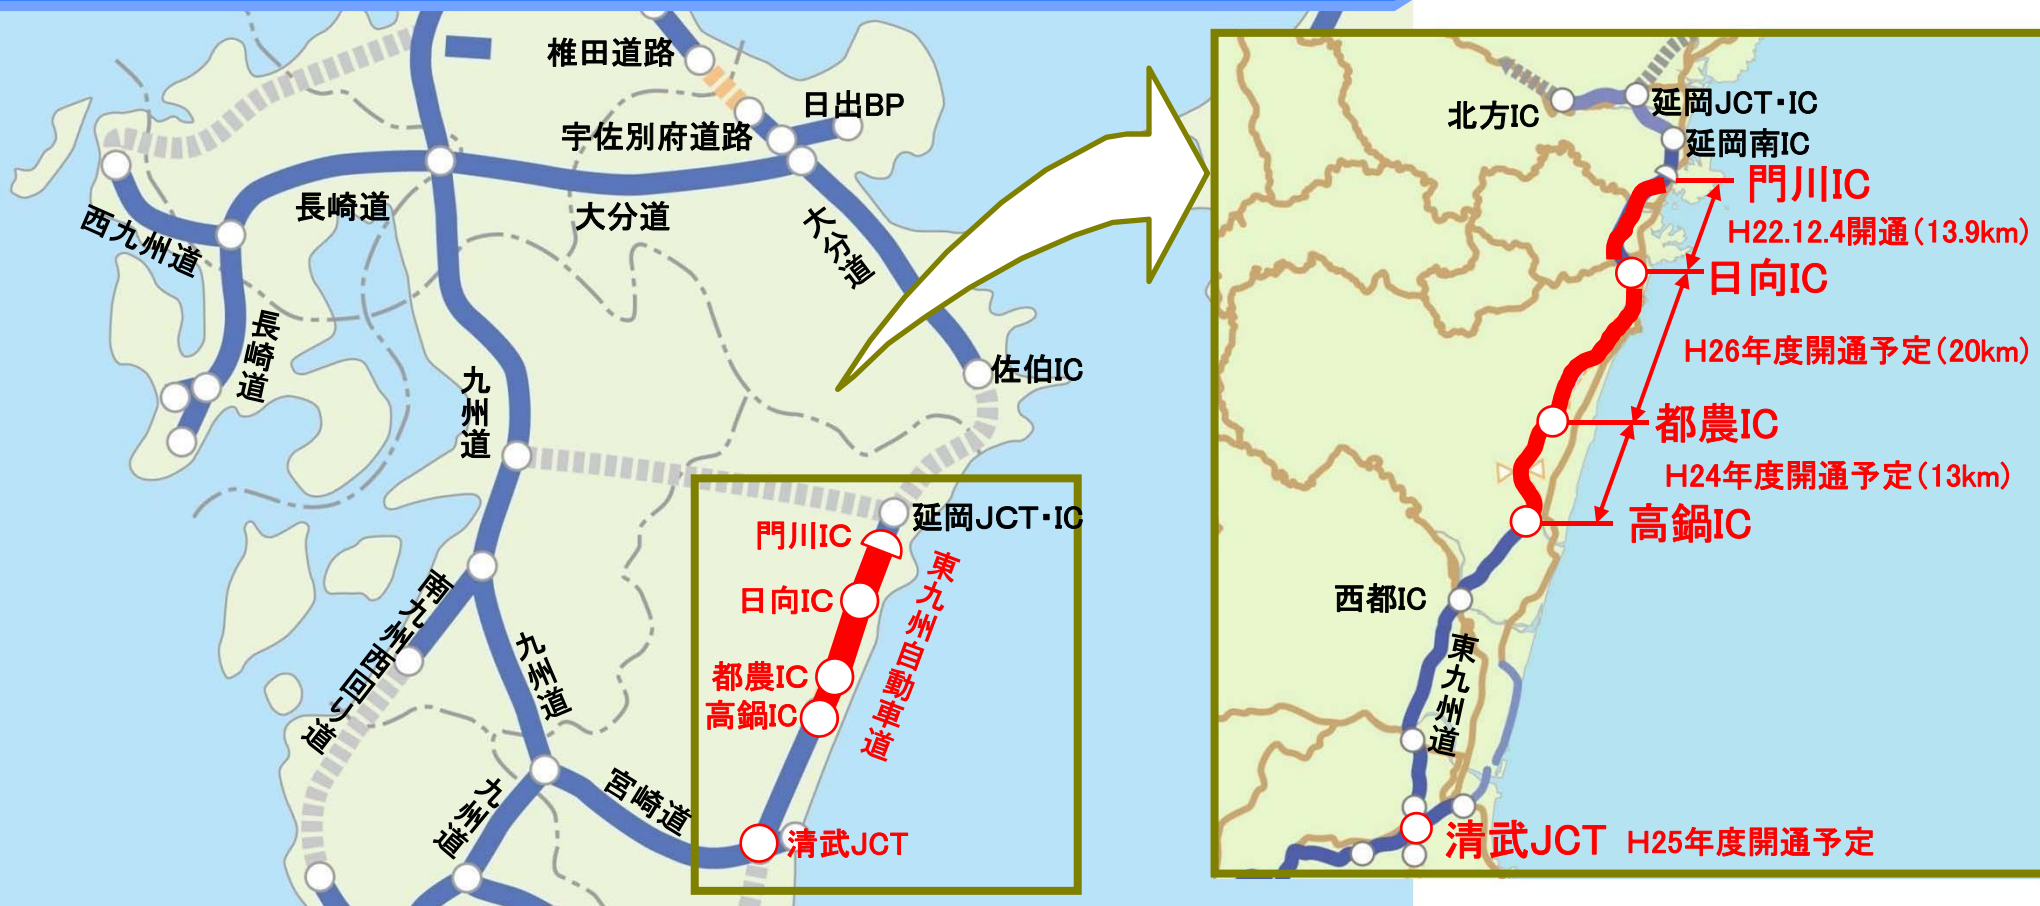 椎田道路
日出BP
宇佐別府道路
長崎道
大分道
西九州道
大分道
長崎道
九州道
佐伯IC
延岡JCT・IC
門川IC
東九州自動車道
日向IC
都農IC
高鍋IC
南九州西回り道
九州道
九州道
宮崎道
清武JCT
北方IC
延岡JCT・IC
延岡南IC
門川IC
H22.12.4開通(13.9km)
日向IC
H26年度開通予定(20km)
都農IC
H24年度開通予定(13km)
高鍋IC
西都IC
東九州道
清武JCT H25年度開通予定